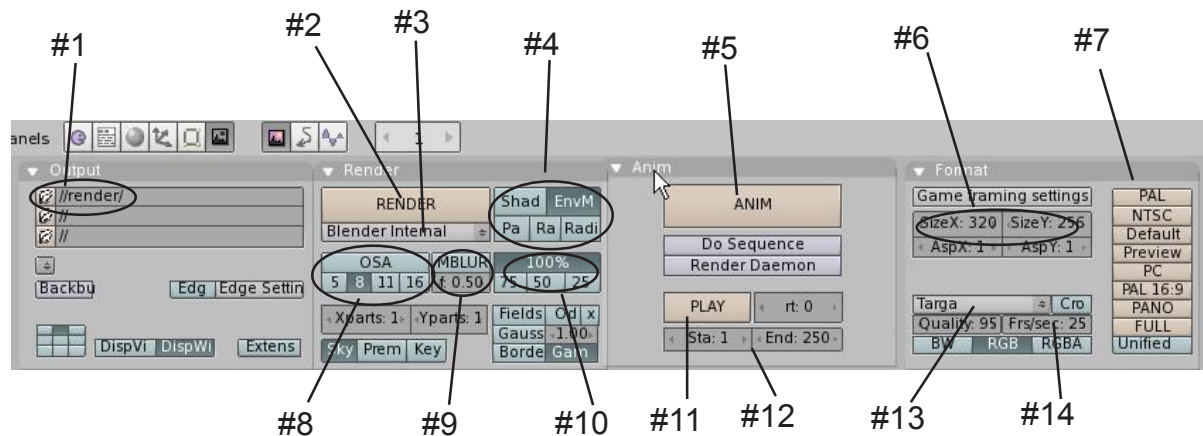 #1
#2
#3
#4
#5
#6
#7
anels
1
Output
//render/
//
//
Backbu
Edg
Edge Settin
DispVi
DispWi
Extens
Render
RENDER
Blender Internal
Shad
EnvM
Pa
Ra
Radi
OSA
5
8
11
16
MBLUR
f: 0.50
100%
75
50
25
Xparts: 1
Yparts: 1
Fields
Od
x
Gauss
1.00
Borde
Gam
Sky
Prem
Key
Anim
ANIM
Do Sequence
Render Daemon
PLAY
rt: 0
Sta: 1
End: 250
Format
Game framing settings
SizeX: 320
SizeY: 256
AspX: 1
AspY: 1
Targa
Cro
Quality: 95
Frs/sec: 25
BW
RGB
RGBA
PAL
NTSC
Default
Preview
PC
PAL 16:9
PANO
FULL
Unified
#8
#9
#10
#11
#12
#13
#14